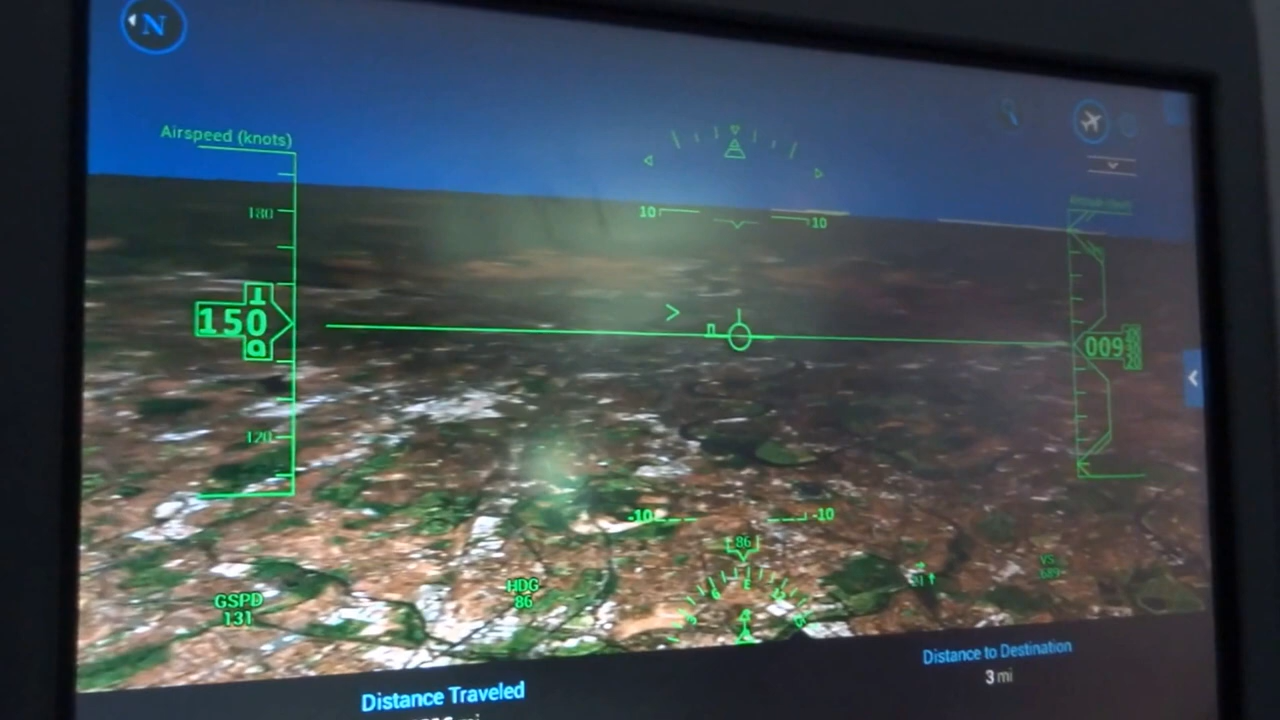 N
Airspeed (knots)
180
150
120
10
10
009
-10
-10
86
E
GSPD
131
HDG
86
VS
Distance Traveled
Distance to Destination
3 mi